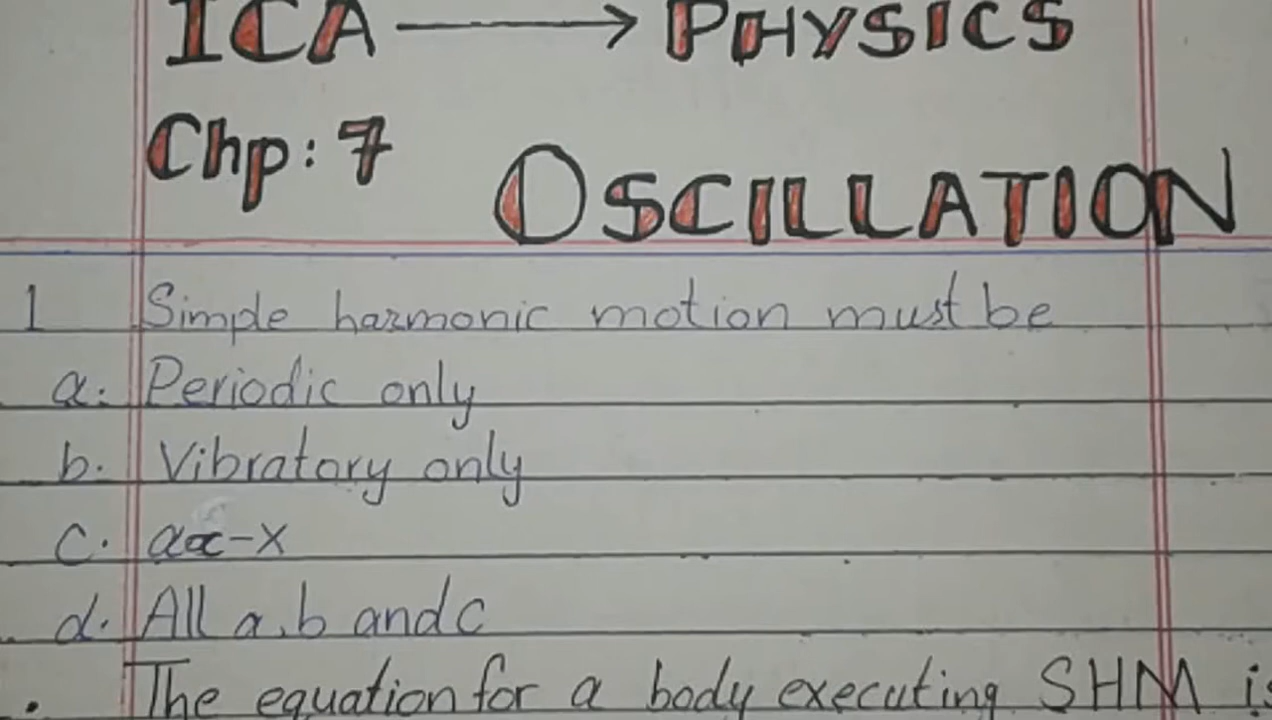 ICA → PHYSICS
Chp: 7
OSCILLATION
1 Simple harmonic motion must be
a. Periodic only
b. Vibratory only
c. a∝-x
d. All a,b and c
. The equation for a body executing SHM is